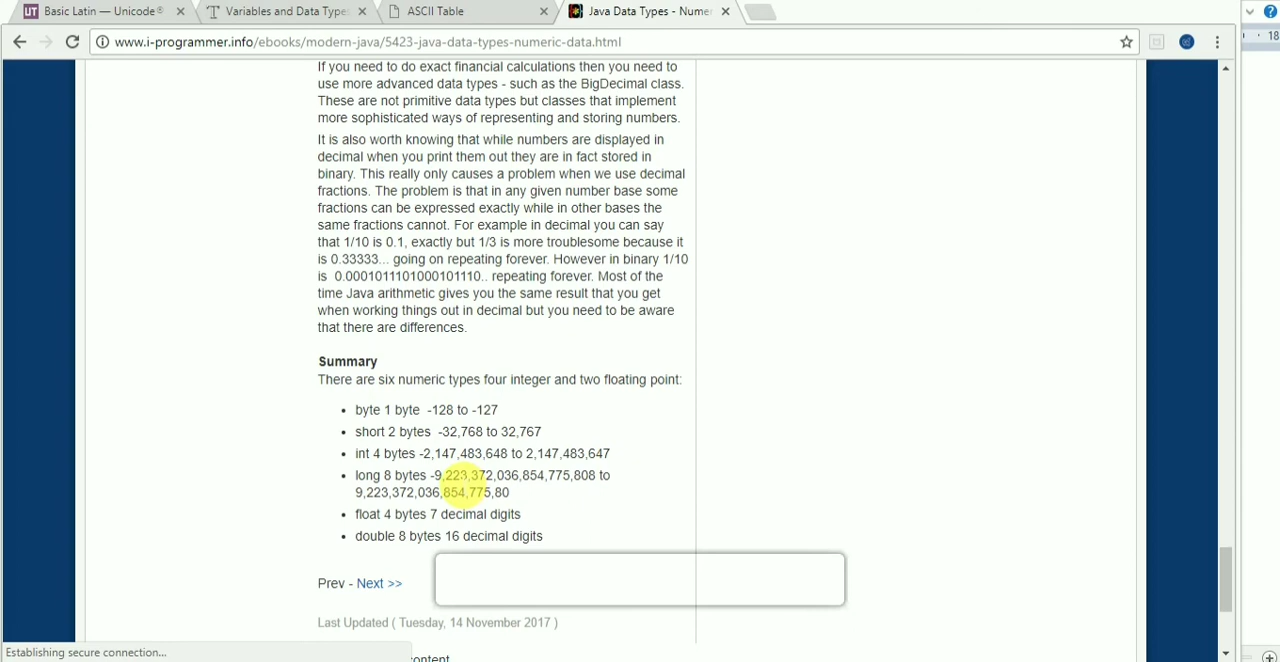 Basic Latin — Unicode®
Variables and Data Types
ASCII Table
Java Data Types - Numer
www.i-programmer.info/ebooks/modern-java/5423-java-data-types-numeric-data.html
18
If you need to do exact financial calculations then you need to
use more advanced data types - such as the BigDecimal class.
These are not primitive data types but classes that implement
more sophisticated ways of representing and storing numbers.
It is also worth knowing that while numbers are displayed in
decimal when you print them out they are in fact stored in
binary. This really only causes a problem when we use decimal
fractions. The problem is that in any given number base some
fractions can be expressed exactly while in other bases the
same fractions cannot. For example in decimal you can say
that 1/10 is 0.1, exactly but 1/3 is more troublesome because it
is 0.33333... going on repeating forever. However in binary 1/10
is 0.0001011101000101110.. repeating forever. Most of the
time Java arithmetic gives you the same result that you get
when working things out in decimal but you need to be aware
that there are differences.
Summary
There are six numeric types four integer and two floating point:
• byte 1 byte -128 to -127
• short 2 bytes -32,768 to 32,767
• int 4 bytes -2,147,483,648 to 2,147,483,647
• long 8 bytes -9,223,372,036,854,775,808 to
9,223,372,036,854,775,80
• float 4 bytes 7 decimal digits
• double 8 bytes 16 decimal digits
Prev - Next >>
Last Updated ( Tuesday, 14 November 2017 )
Establishing secure connection...
ontent